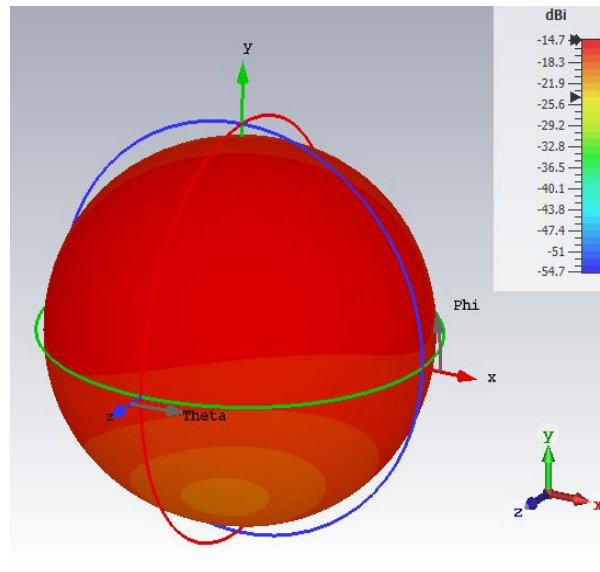 dBi
-14.7
-18.3
-21.9
-25.6
-29.2
-32.8
-36.5
-40.1
-43.8
-47.4
-51
-54.7
y
Phi
x
z
Theta
y
z
x